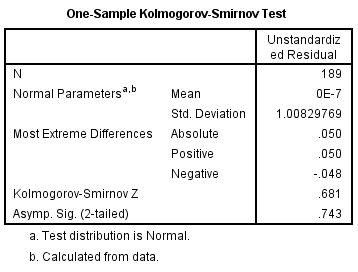 One-Sample Kolmogorov-Smirnov Test
Unstandardiz
ed Residual
N 189
Normal Parametersa,b Mean 0E-7
Std. Deviation 1.00829769
Most Extreme Differences Absolute .050
Positive .050
Negative -.048
Kolmogorov-Smirnov Z .681
Asymp. Sig. (2-tailed) .743
a. Test distribution is Normal.
b. Calculated from data.